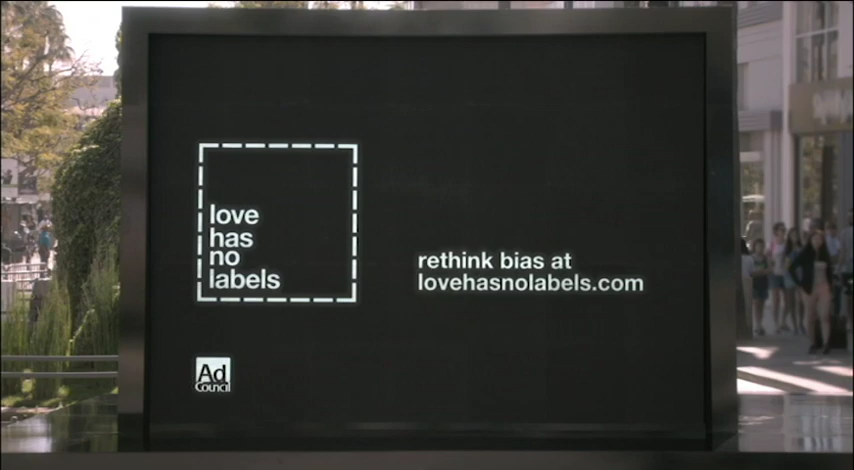 love
has
no
labels
rethink bias at
lovehasnolabels.com
Ad
Council